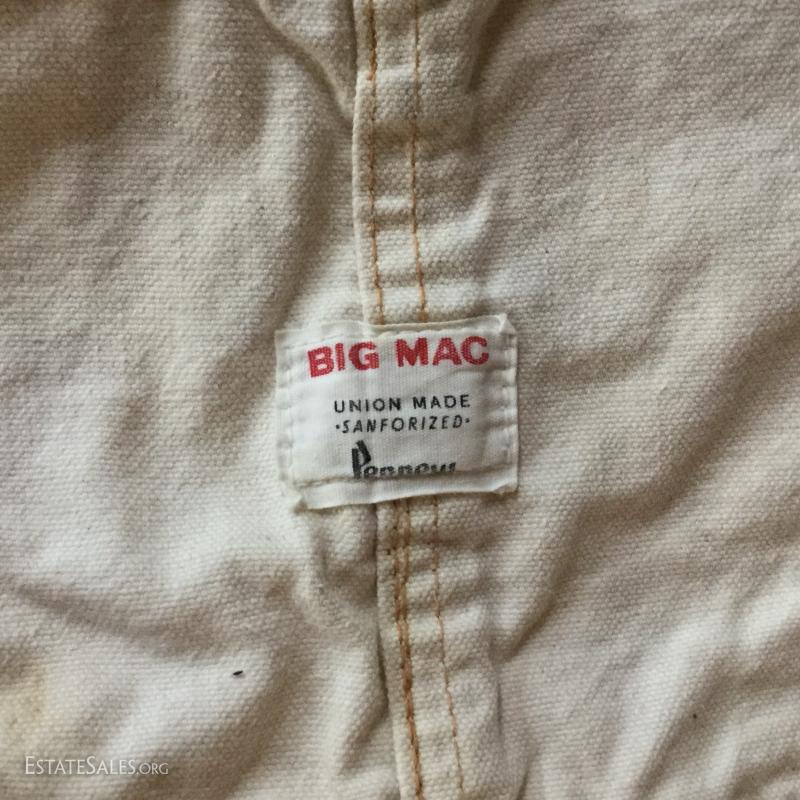 BIG MAC
UNION MADE
·SANFORIZED·
Penneys
ESTATESALES.ORG